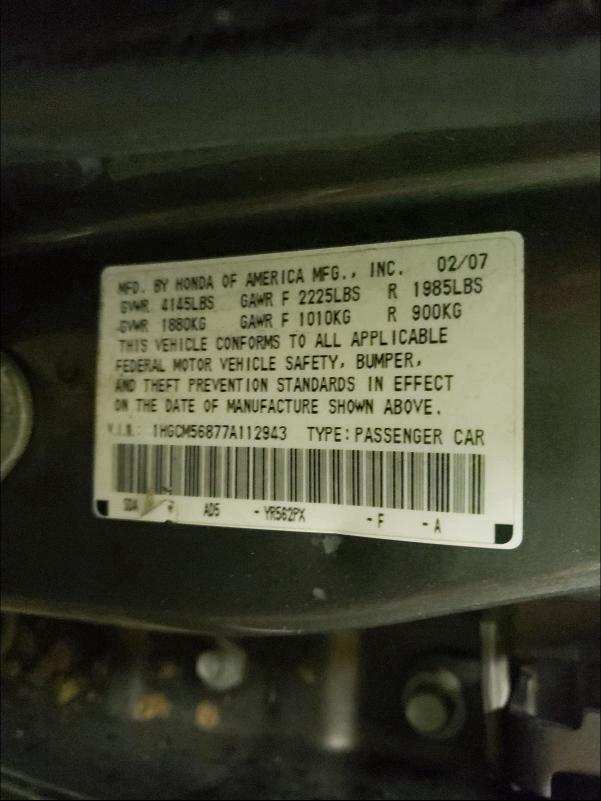 MFD. BY HONDA OF AMERICA MFG., INC. 02/07
GVWR 4145LBS GAWR F 2225LBS R 1985LBS
GVWR 1880KG GAWR F 1010KG R 900KG
THIS VEHICLE CONFORMS TO ALL APPLICABLE
FEDERAL MOTOR VEHICLE SAFETY, BUMPER,
AND THEFT PREVENTION STANDARDS IN EFFECT
ON THE DATE OF MANUFACTURE SHOWN ABOVE.
V.I.N.: 1HGCM56877A112943 TYPE: PASSENGER CAR
SDA AD5 - YR562PX - F - A